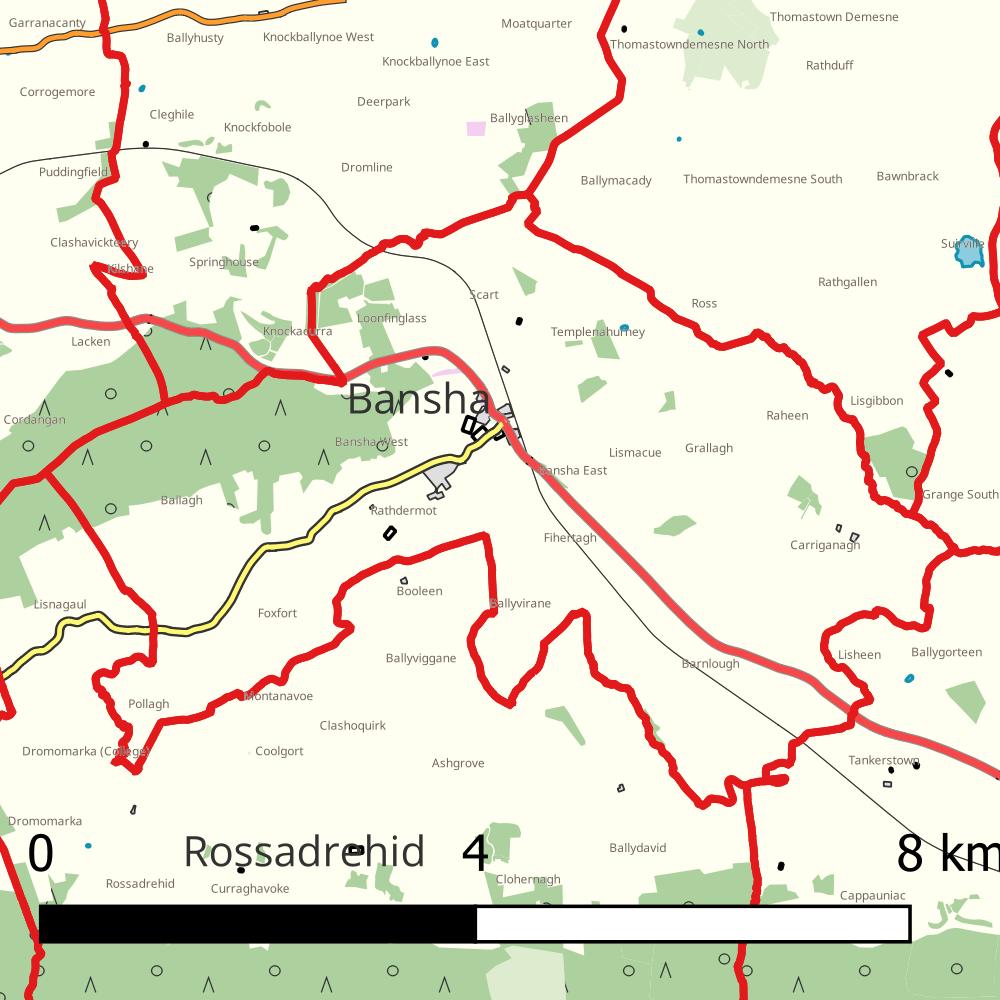 Garranacanty
Ballyhusty
Knockballynoe West
Moatquarter
Thomastown Demesne
Thomastowndemesne North
Knockballynoe East
Rathduff
Corrogemore
Deerpark
Cleghile
Ballyglasheen
Knockfobole
Dromline
Puddingfield
Ballymacady
Thomastowndemesne South
Bawnbrack
Clashavickteery
Suirville
Kilshane
Springhouse
Rathgallen
Scart
Ross
Loonfinglass
Knockacurra
Templenahurney
Lacken
Bansha
Lisgibbon
Raheen
Cordangan
Bansha West
Grallagh
Lismacue
Bansha East
Grange South
Ballagh
Rathdermot
Fihertagh
Carriganagh
Booleen
Lisnagaul
Ballyvirane
Foxfort
Ballygorteen
Lisheen
Ballyviggane
Barnlough
Montanavoe
Pollagh
Clashoquirk
Dromomarka (College)
Coolgort
Ashgrove
Tankerstown
Dromomarka
Ballydavid
0
Rossadrehid
4
8 km
Clohernagh
Rossadrehid
Curraghavoke
Cappauniac